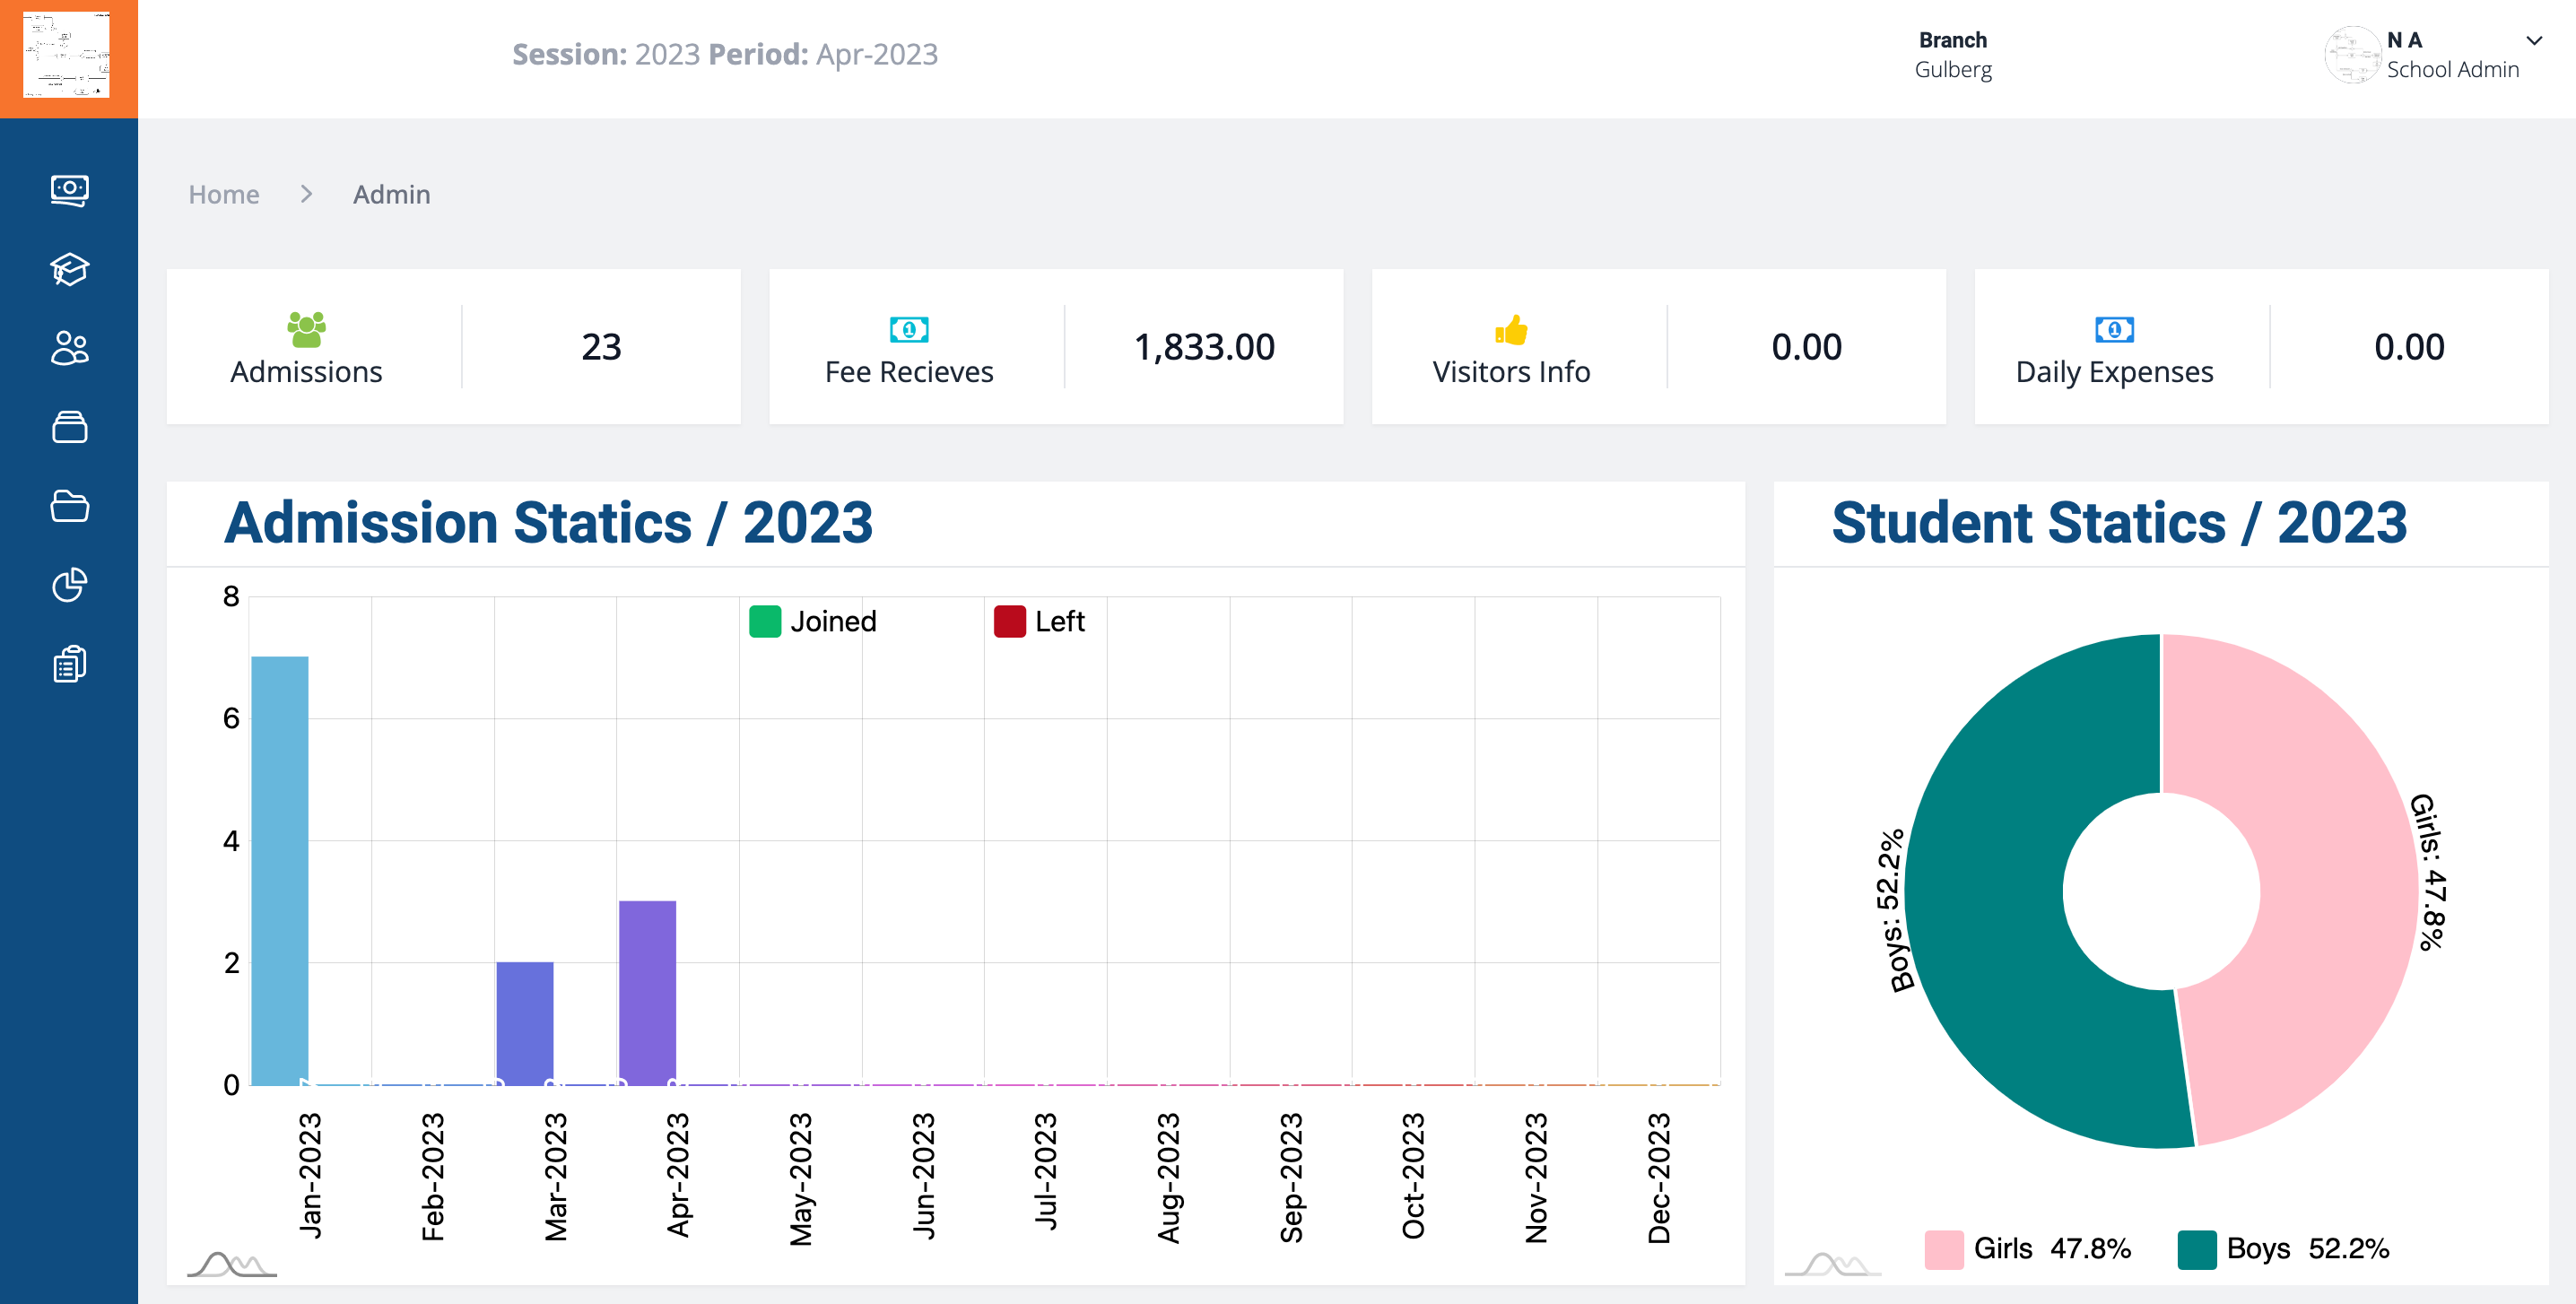 Session: 2023 Period: Apr-2023
Branch
Gulberg
N A
School Admin
Home > Admin
Admissions
23
Fee Recieves
1,833.00
Visitors Info
0.00
Daily Expenses
0.00
Admission Statics / 2023
Joined
Left
8
6
4
2
0
Jan-2023
Feb-2023
Mar-2023
Apr-2023
May-2023
Jun-2023
Jul-2023
Aug-2023
Sep-2023
Oct-2023
Nov-2023
Dec-2023
Student Statics / 2023
Boys: 52.2%
Girls: 47.8%
Girls 47.8%
Boys 52.2%